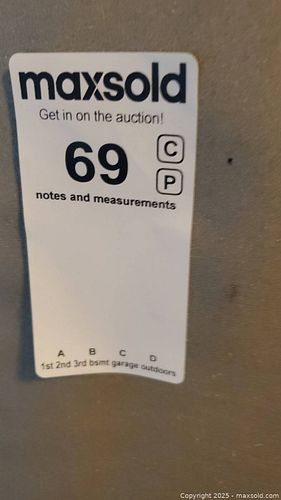 maxsold
Get in on the auction!
69
C
P
notes and measurements
A B C D
1st 2nd 3rd bsmt garage outdoors
Copyright 2025 - maxsold.com